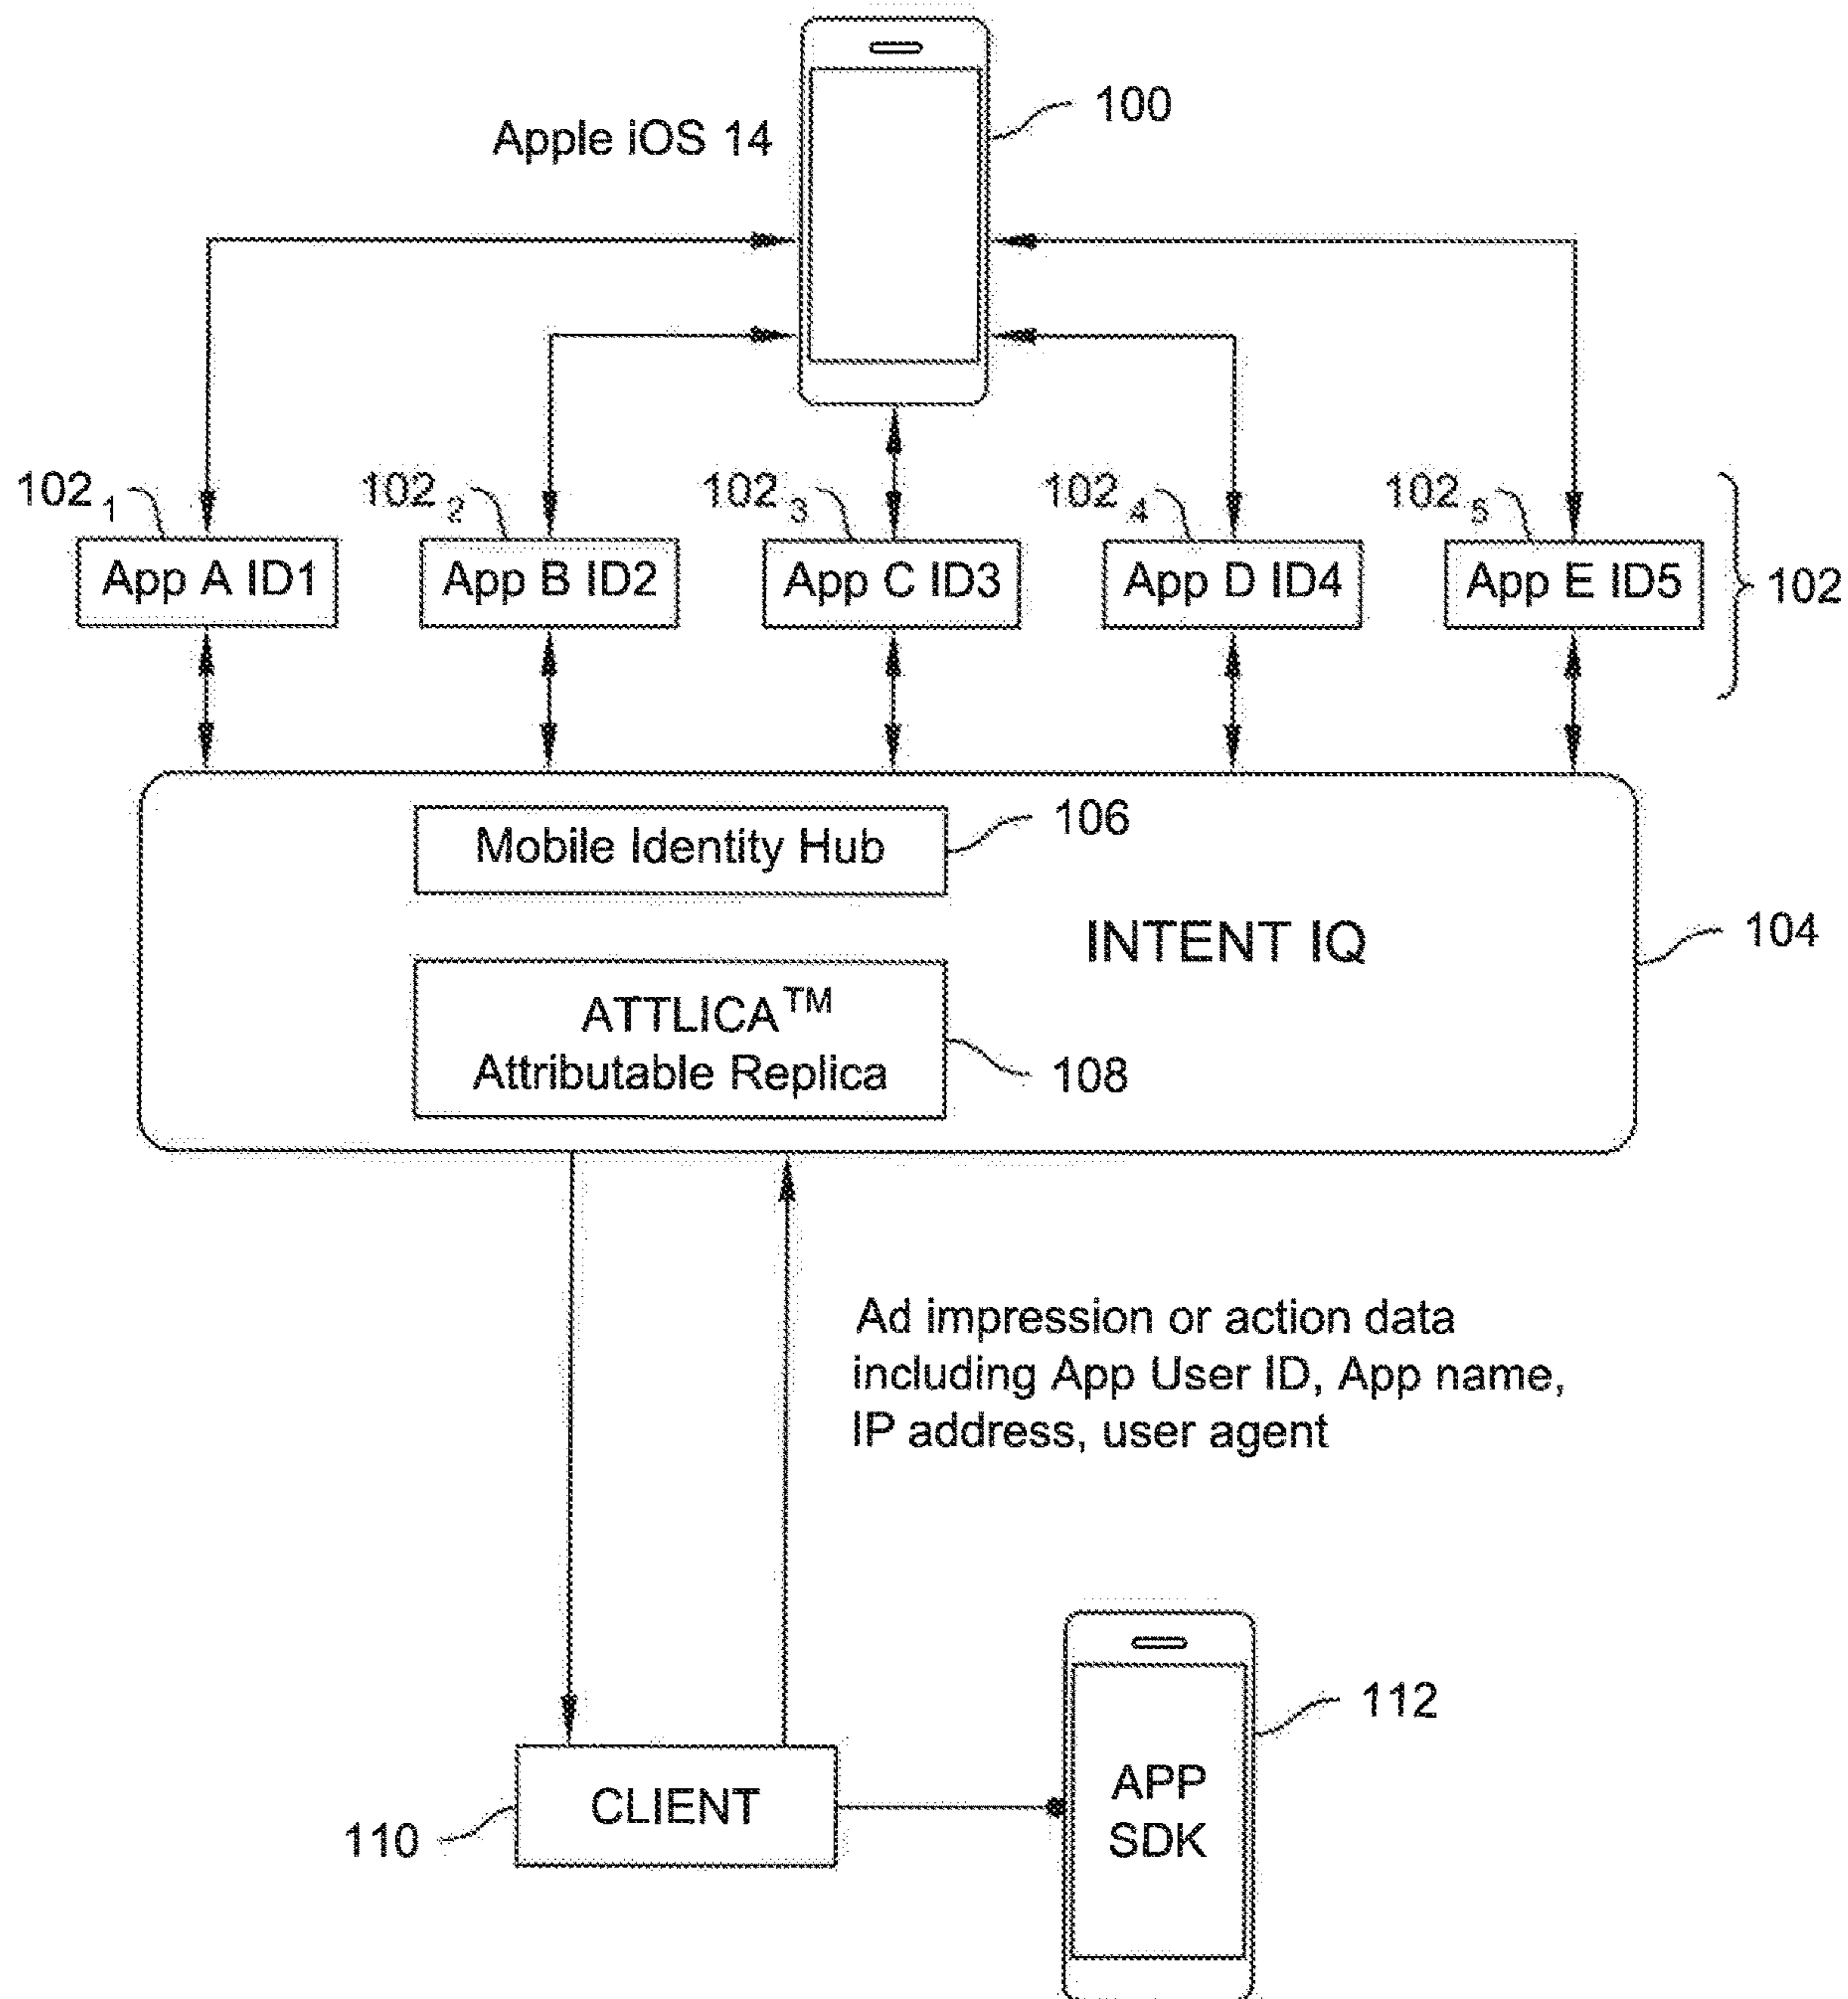 100
Apple iOS 14
102 1
102 2
102 3
102 4
102 5
App A ID1
App B ID2
App C ID3
App D ID4
App E ID5
102
Mobile Identity Hub
106
INTENT IQ
104
ATTLICA™
Attributable Replica
108
Ad impression or action data
including App User ID, App name,
IP address, user agent
112
APP
SDK
CLIENT
110